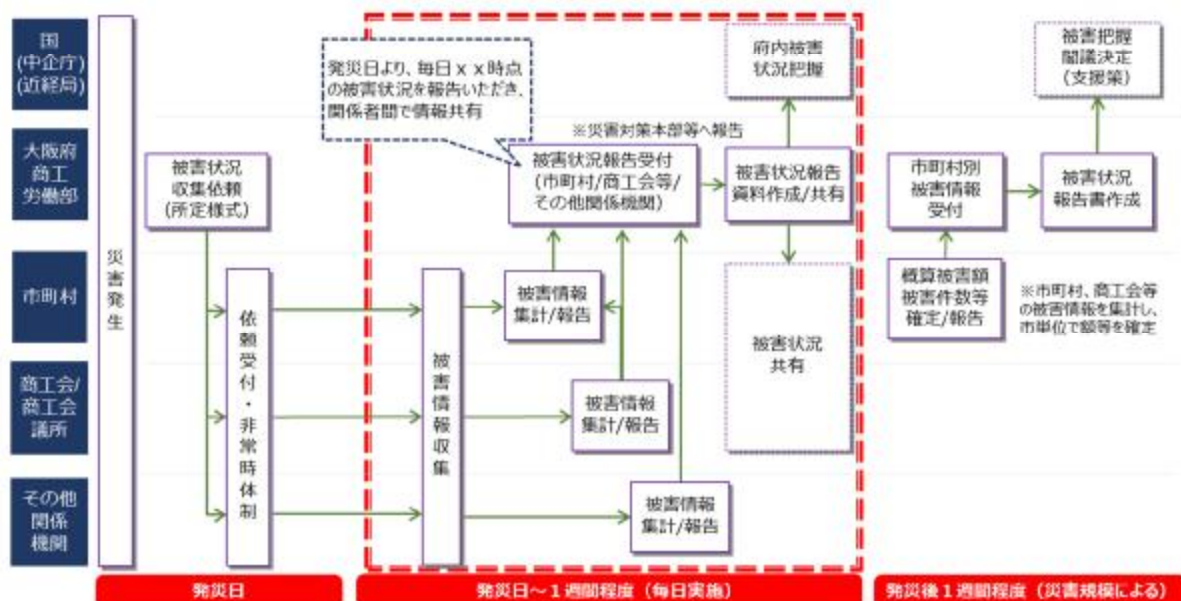 国
(中企庁)
(近経局)
大阪府
商工
労働部
市町村
商工会/
商工会
議所
その他
関係
機関
災害発生
被害状況
収集依頼
(所定様式)
依頼受付・非常時体制
発災日より、毎日ⅹⅹ時点
の被害状況を報告いただき、
関係者間で情報共有
被害情報収集
※災害対策本部等へ報告
被害状況報告受付
(市町村/商工会等/
その他関係機関)
被害情報
集計/報告
被害情報
集計/報告
被害情報
集計/報告
府内被害
状況把握
被害状況報告
資料作成/共有
被害状況
共有
被害把握
閣議決定
(支援策)
市町村別
被害情報
受付
被害状況
報告書作成
概算被害額
被害件数等
確定/報告
※市町村、商工会等
の被害情報を集計し、
市単位で額等を確定
発災日
発災日～1週間程度（毎日実施）
発災後1週間程度（災害規模による）